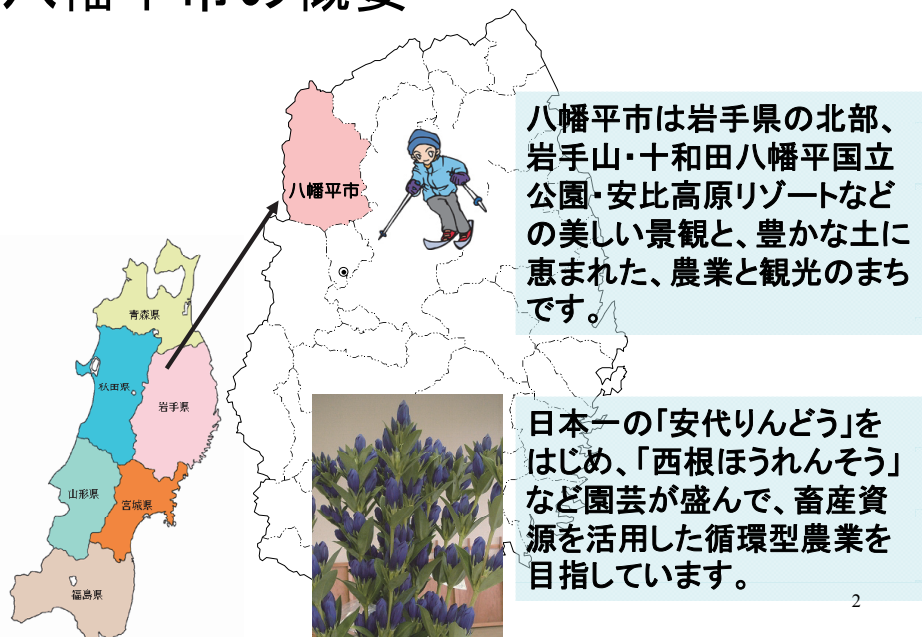 八幡平市の概要
八幡平市は岩手県の北部、
岩手山・十和田八幡平国立
公園・安比高原リゾートなど
の美しい景観と、豊かな土に
恵まれた、農業と観光のまち
です。
八幡平市
青森県
秋田県
岩手県
山形県
宮城県
福島県
日本一の「安代りんどう」を
はじめ、「西根ほうれんそう」
など園芸が盛んで、畜産資
源を活用した循環型農業を
目指しています。
2